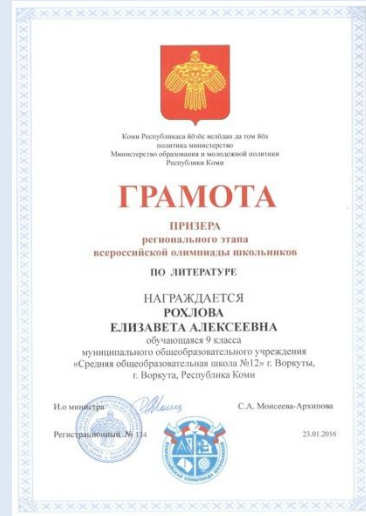 Коми Республикаса йöзöс велöдан да том йöз
политика министерство
Министерство образования и молодежной политики
Республики Коми
ГРАМОТА
ПРИЗЕРА
регионального этапа
всероссийской олимпиады школьников
ПО ЛИТЕРАТУРЕ
НАГРАЖДАЕТСЯ
РОХЛОВА
ЕЛИЗАВЕТА АЛЕКСЕЕВНА
обучающаяся 9 класса
муниципального общеобразовательного учреждения
«Средняя общеобразовательная школа №12» г. Воркуты,
г. Воркута, Республика Коми
И.о министра С.А. Моисеева-Архипова
Регистрационный № 134 23.01.2016